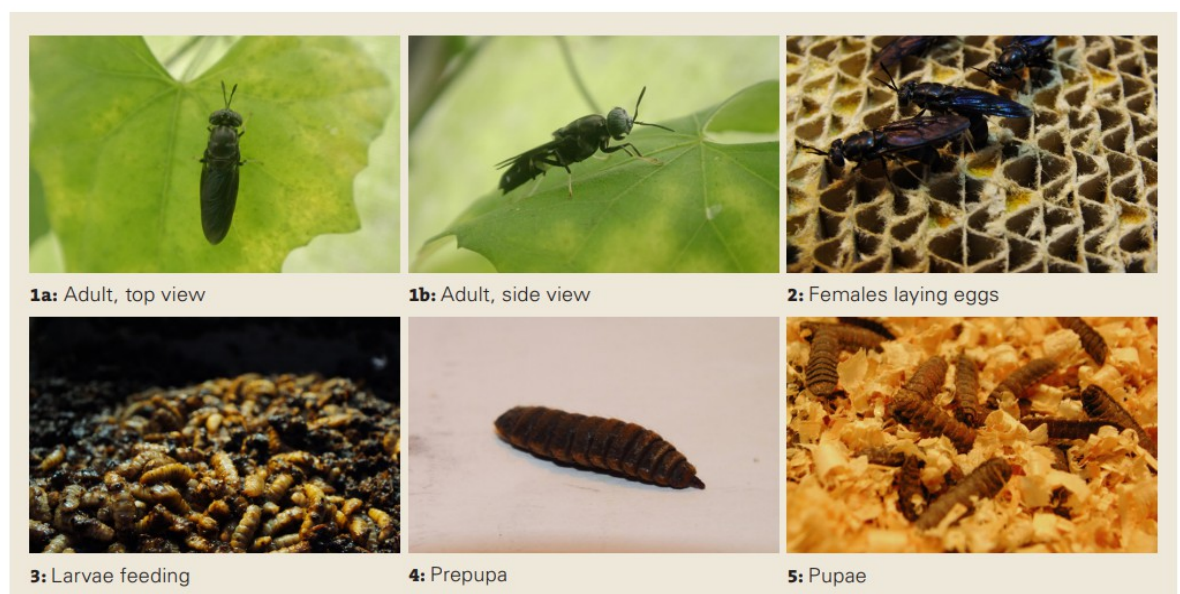 1a: Adult, top view
1b: Adult, side view
2: Females laying eggs
3: Larvae feeding
4: Prepupa
5: Pupae